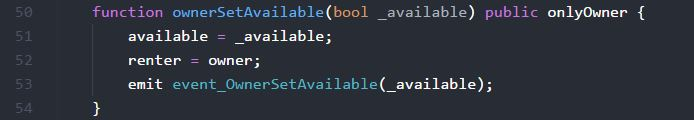 50 function ownerSetAvailable(bool _available) public onlyOwner {
51 available = _available;
52 renter = owner;
53 emit event_OwnerSetAvailable(_available);
54 }